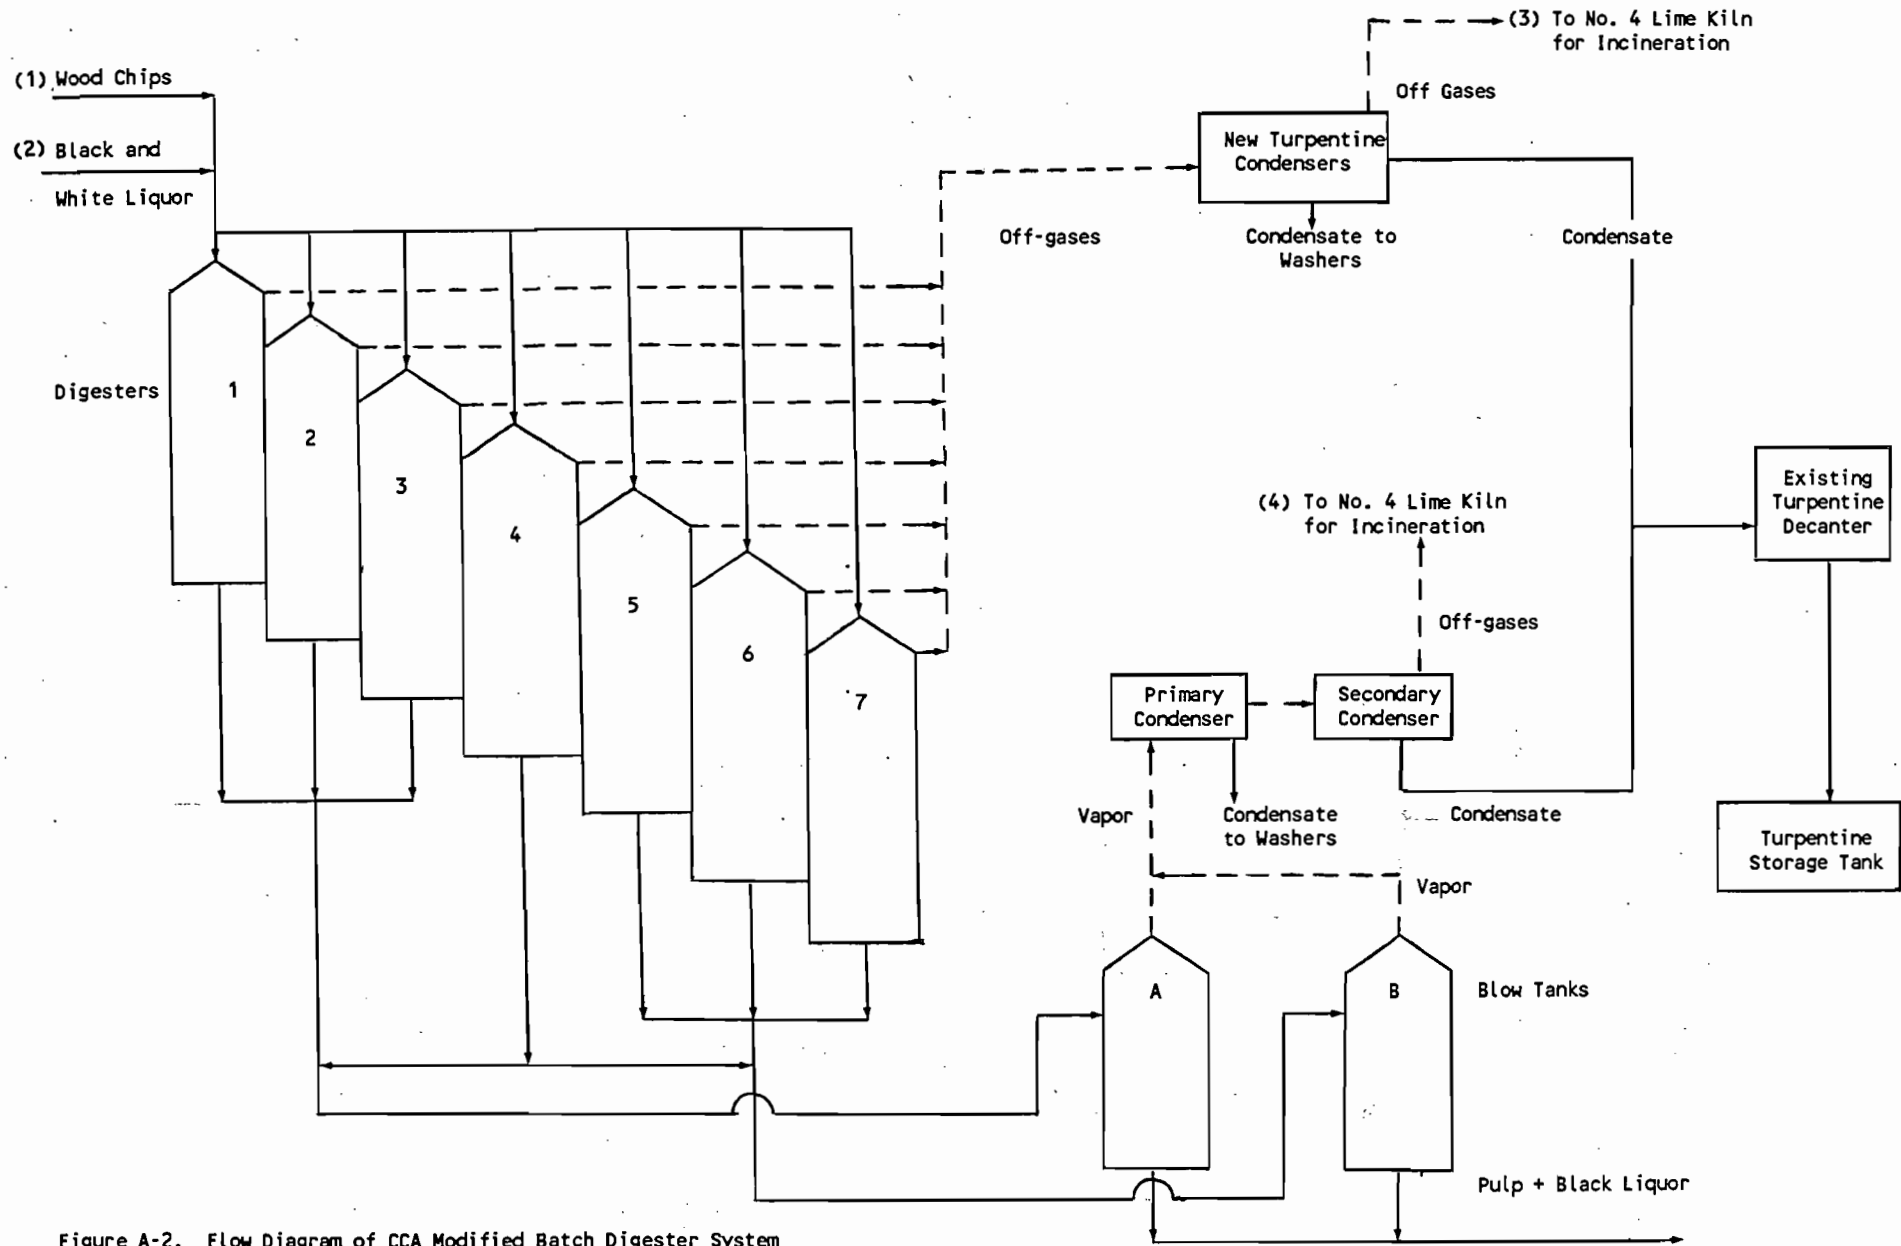 (3) To No. 4 Lime Kiln
for Incineration
(1) Wood Chips
Off Gases
New Turpentine
Condensers
(2) Black and
White Liquor
Off-gases
Condensate to
Washers
Condensate
Digesters
1
2
3
4
5
6
7
Existing
Turpentine
Decanter
(4) To No. 4 Lime Kiln
for Incineration
Off-gases
Primary
Condenser
Secondary
Condenser
Vapor
Condensate
to Washers
Condensate
Turpentine
Storage Tank
Vapor
A
B
Blow Tanks
Pulp + Black Liquor
Figure A-2. Flow Diagram of CCA Modified Batch Digester System